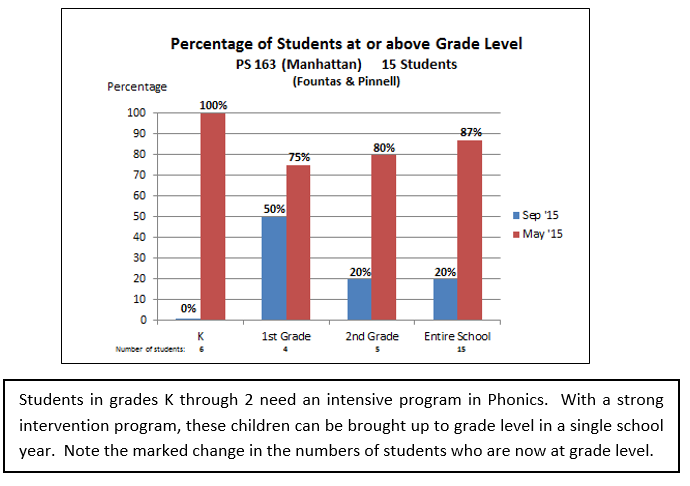 Percentage of Students at or above Grade Level
PS 163 (Manhattan) 15 Students
(Fountas & Pinnell)
Percentage
100
90
80
70
60
50
40
30
20
10
0
100%
0%
50%
75%
20%
80%
20%
87%
Sep '15
May '15
K 1st Grade 2nd Grade Entire School
Number of students: 6 4 5 15
Students in grades K through 2 need an intensive program in Phonics. With a strong
intervention program, these children can be brought up to grade level in a single school
year. Note the marked change in the numbers of students who are now at grade level.